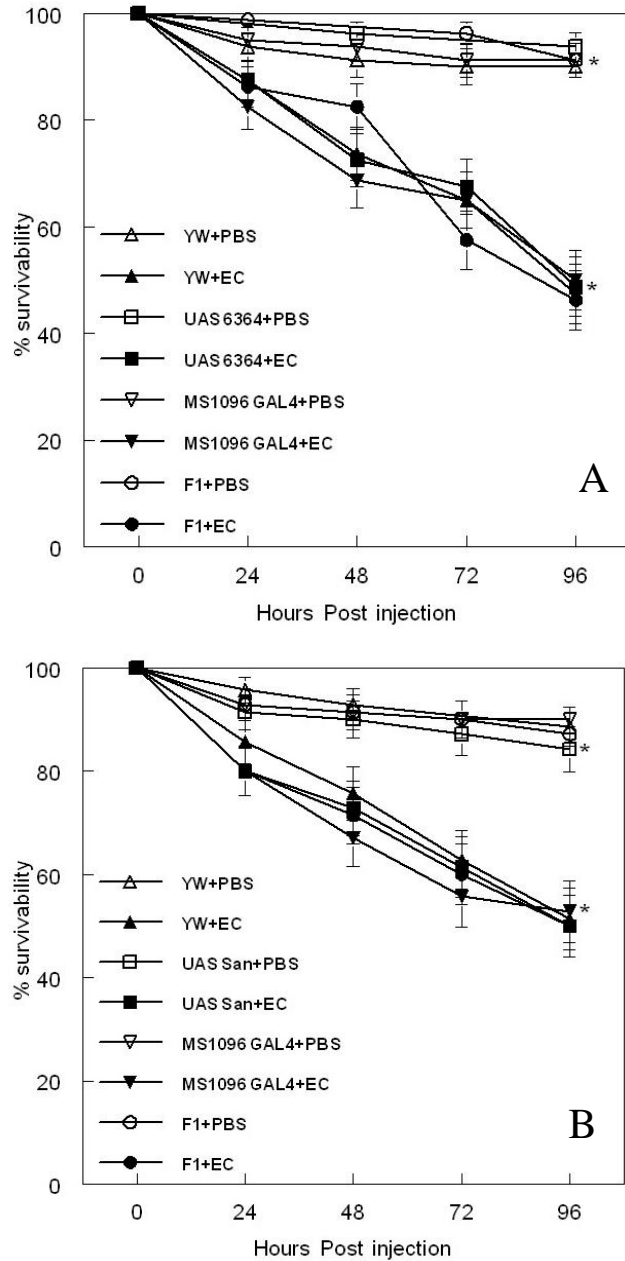 100
80
60
40
20
0
% survivability
*
*
YW+PBS
YW+EC
UAS 6364+PBS
UAS 6364+EC
MS1096 GAL4+PBS
MS1096 GAL4+EC
F1+PBS
F1+EC
A
0 24 48 72 96
Hours Post injection
100
80
60
40
20
0
% survivability
*
*
YW+PBS
YW+EC
UAS San+PBS
UAS San+EC
MS1096 GAL4+PBS
MS1096 GAL4+EC
F1+PBS
F1+EC
B
0 24 48 72 96
Hours Post injection